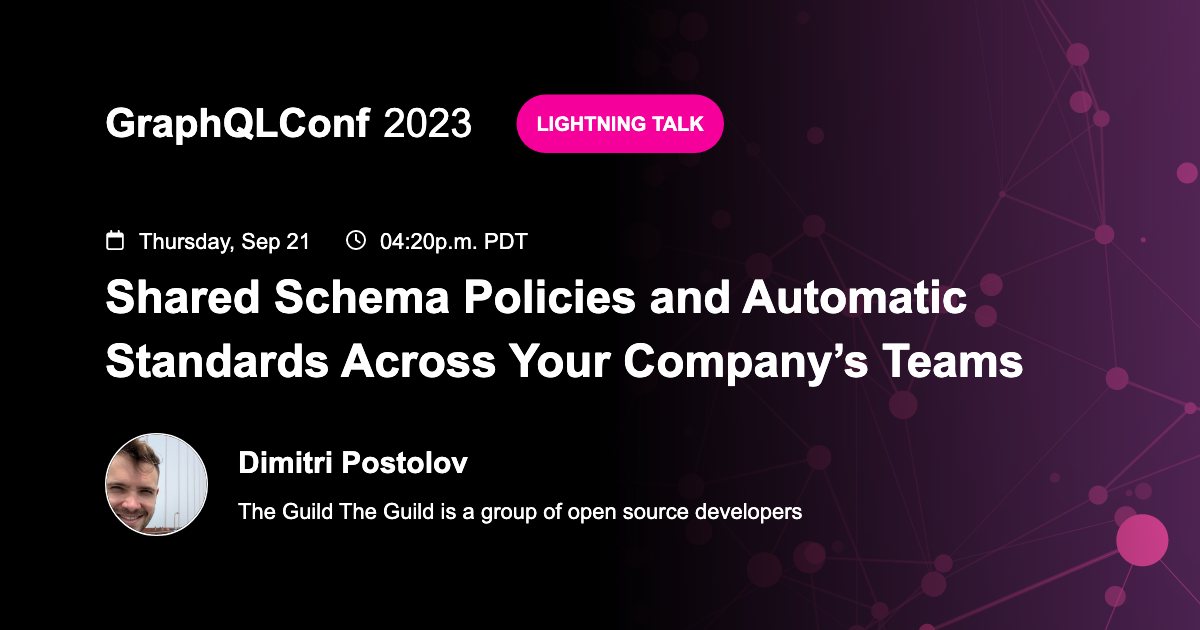 GraphQLConf 2023
LIGHTNING TALK
Thursday, Sep 21
04:20p.m. PDT
Shared Schema Policies and Automatic
Standards Across Your Company’s Teams
Dimitri Postolov
The Guild The Guild is a group of open source developers